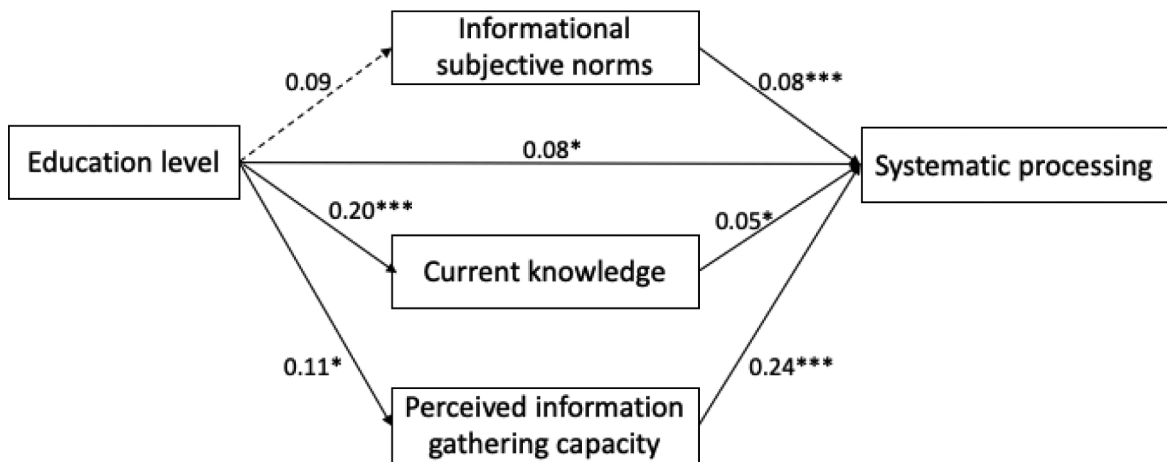 Informational
subjective norms
0.09
0.08***
Education level
0.08*
Systematic processing
0.20***
0.05*
Current knowledge
0.11*
0.24***
Perceived information
gathering capacity